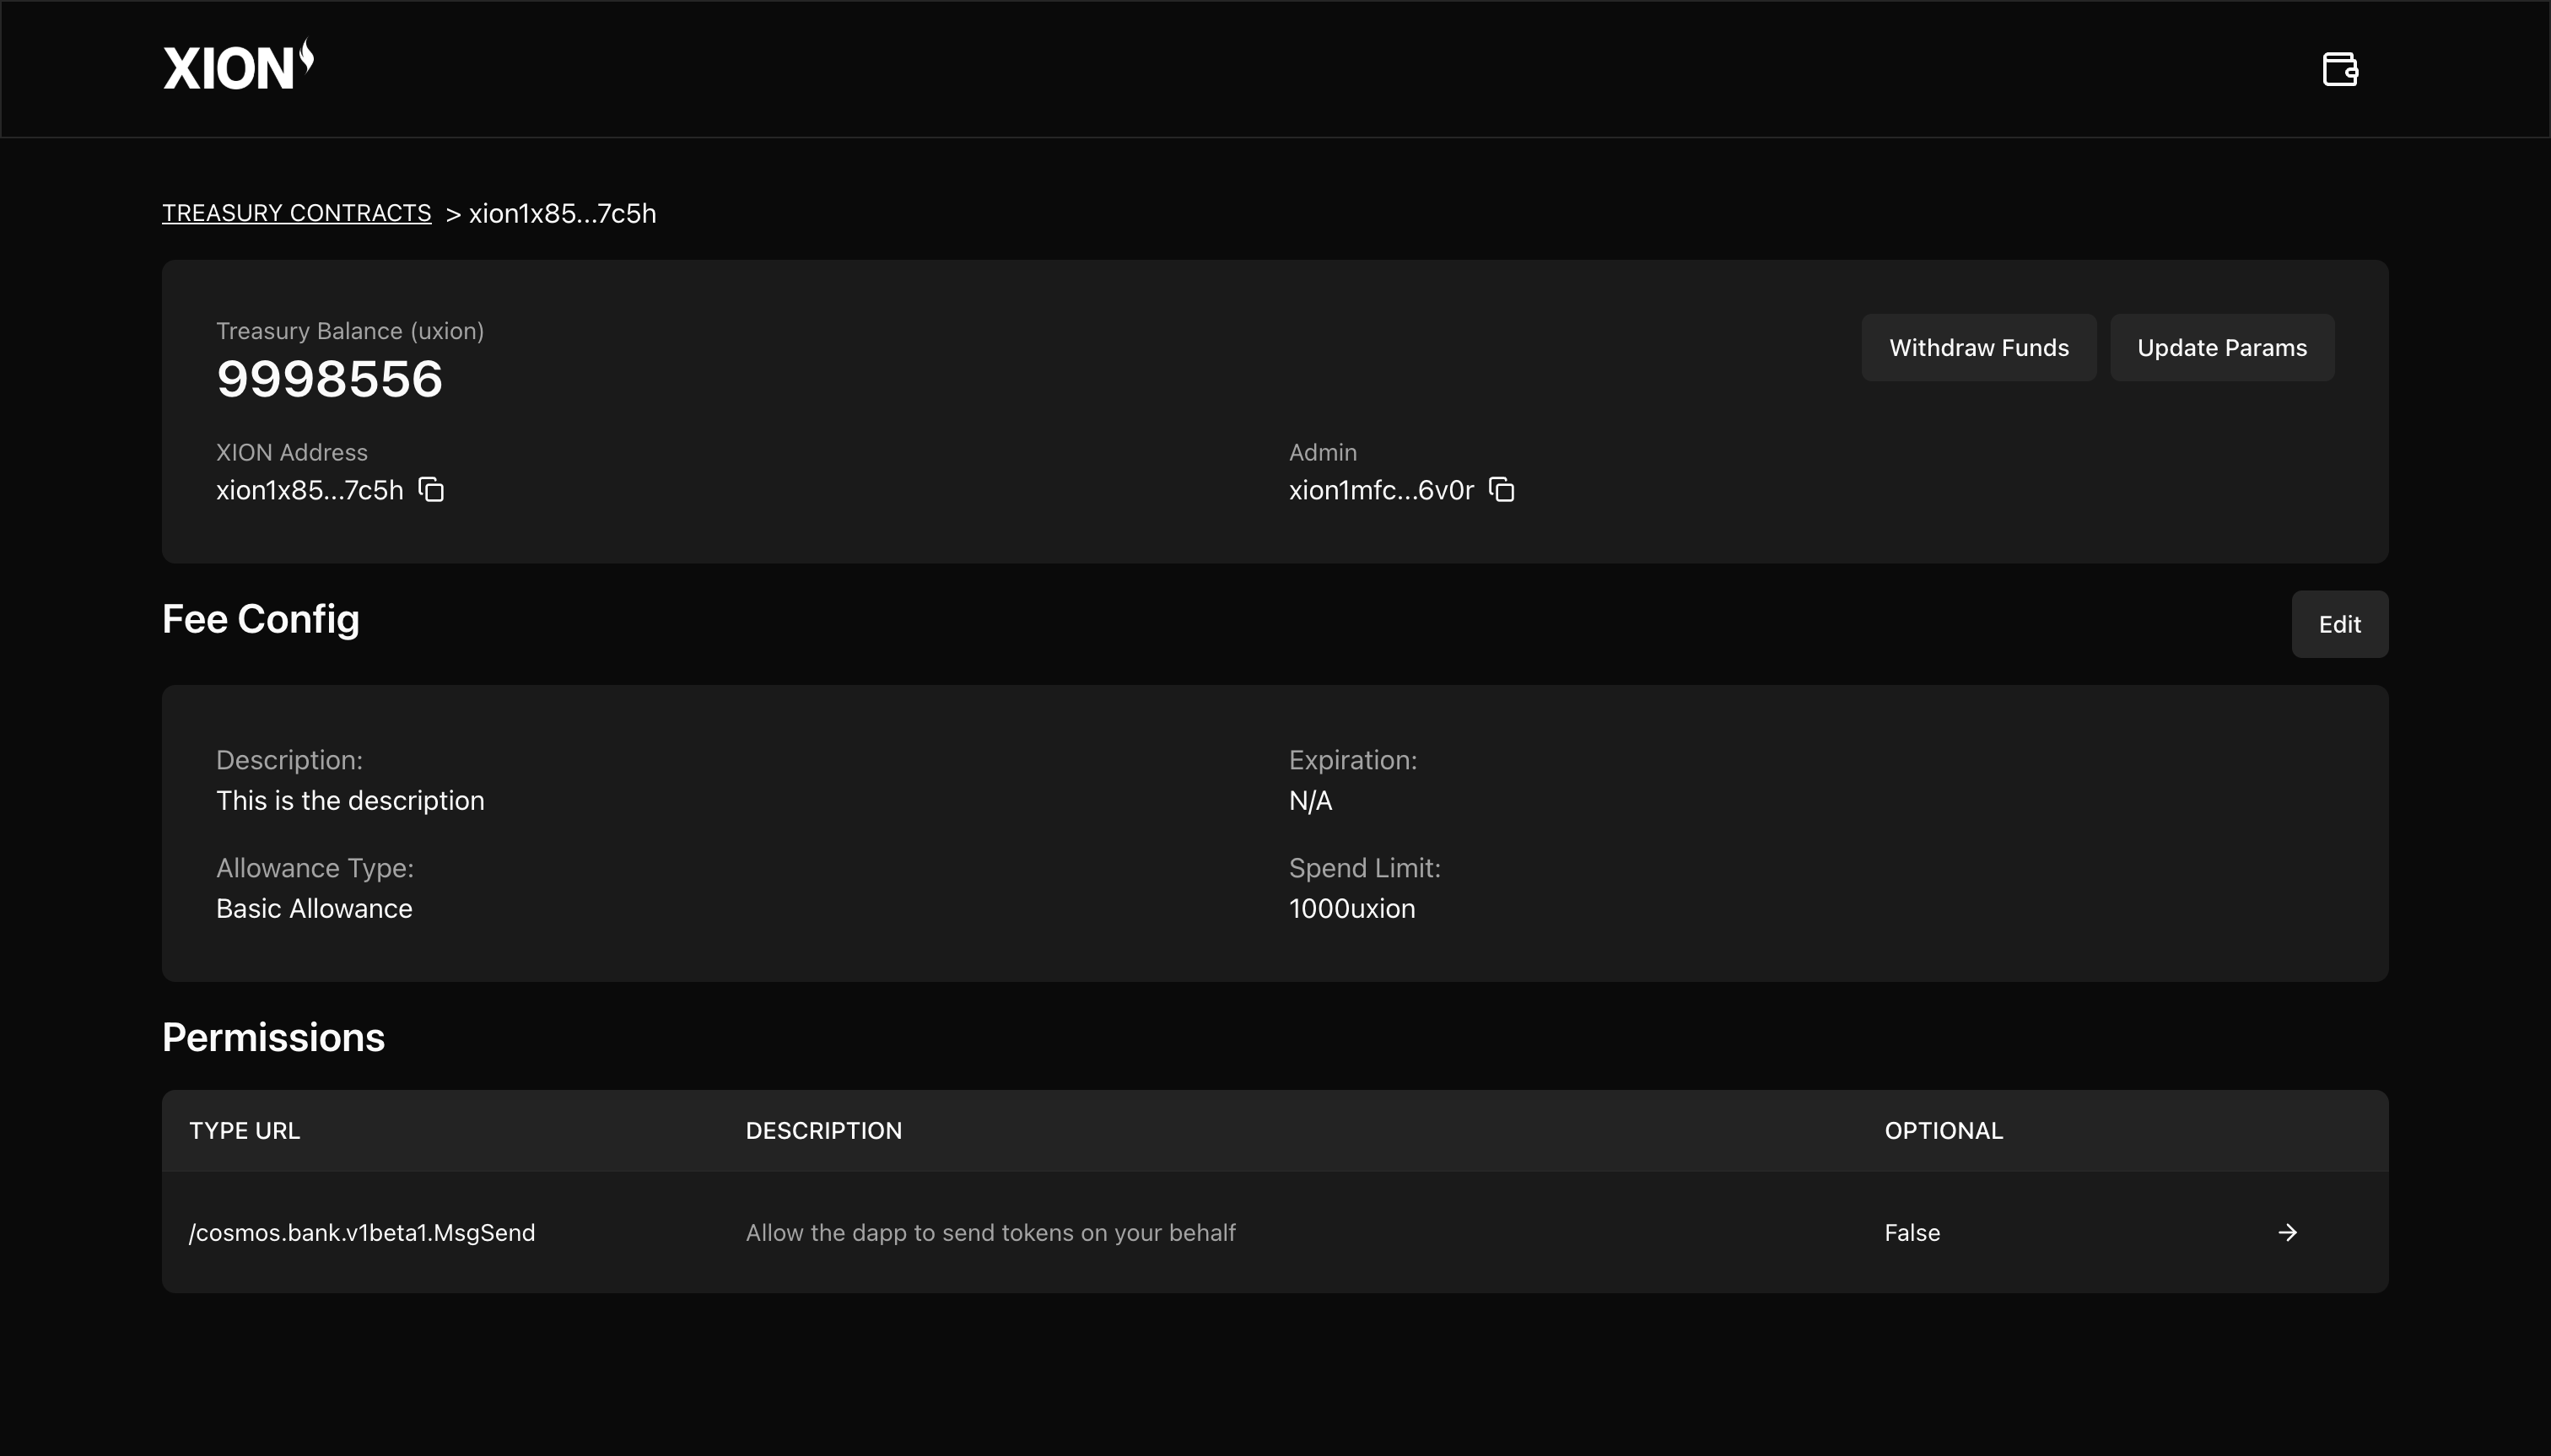 XION
TREASURY CONTRACTS > xion1x85...7c5h
Treasury Balance (uxion)
9998556
Withdraw Funds
Update Params
XION Address
xion1x85...7c5h
Admin
xion1mfc...6v0r
Fee Config
Edit
Description:
This is the description
Expiration:
N/A
Allowance Type:
Basic Allowance
Spend Limit:
1000uxion
Permissions
TYPE URL DESCRIPTION OPTIONAL
/cosmos.bank.v1beta1.MsgSend Allow the dapp to send tokens on your behalf False